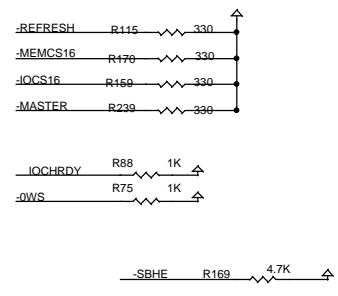 -REFRESH R115 330
-MEMCS16 R170 330
-IOCS16 R159 330
-MASTER R239 330
IOCHRDY R88 1K
-0WS R75 1K
-SBHE R169 4.7K